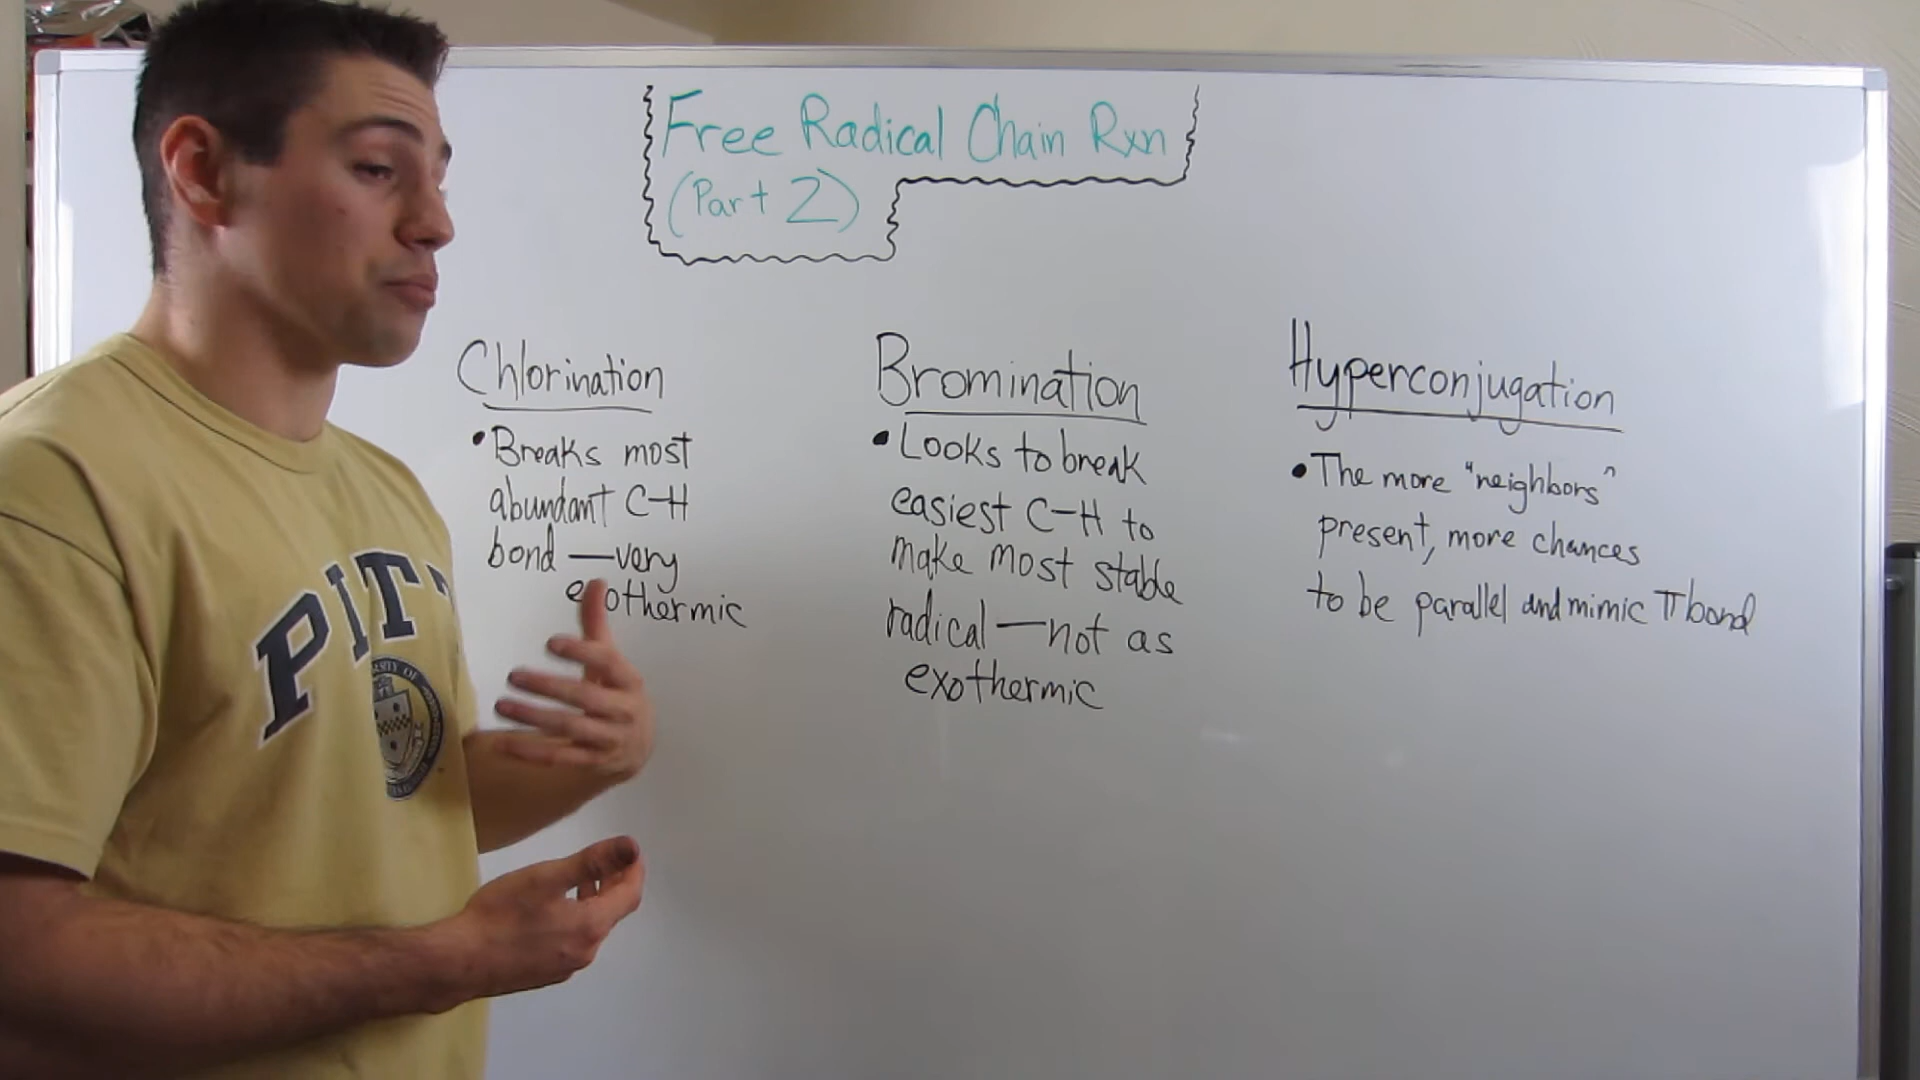 Free Radical Chain Rxn
(Part 2)
Chlorination
• Breaks most
abundant C-H
bond — very
exothermic
Bromination
• Looks to break
easiest C-H to
make most stable
radical — not as
exothermic
Hyperconjugation
• The more "neighbors"
present, more chances
to be parallel and mimic π bond
PITT